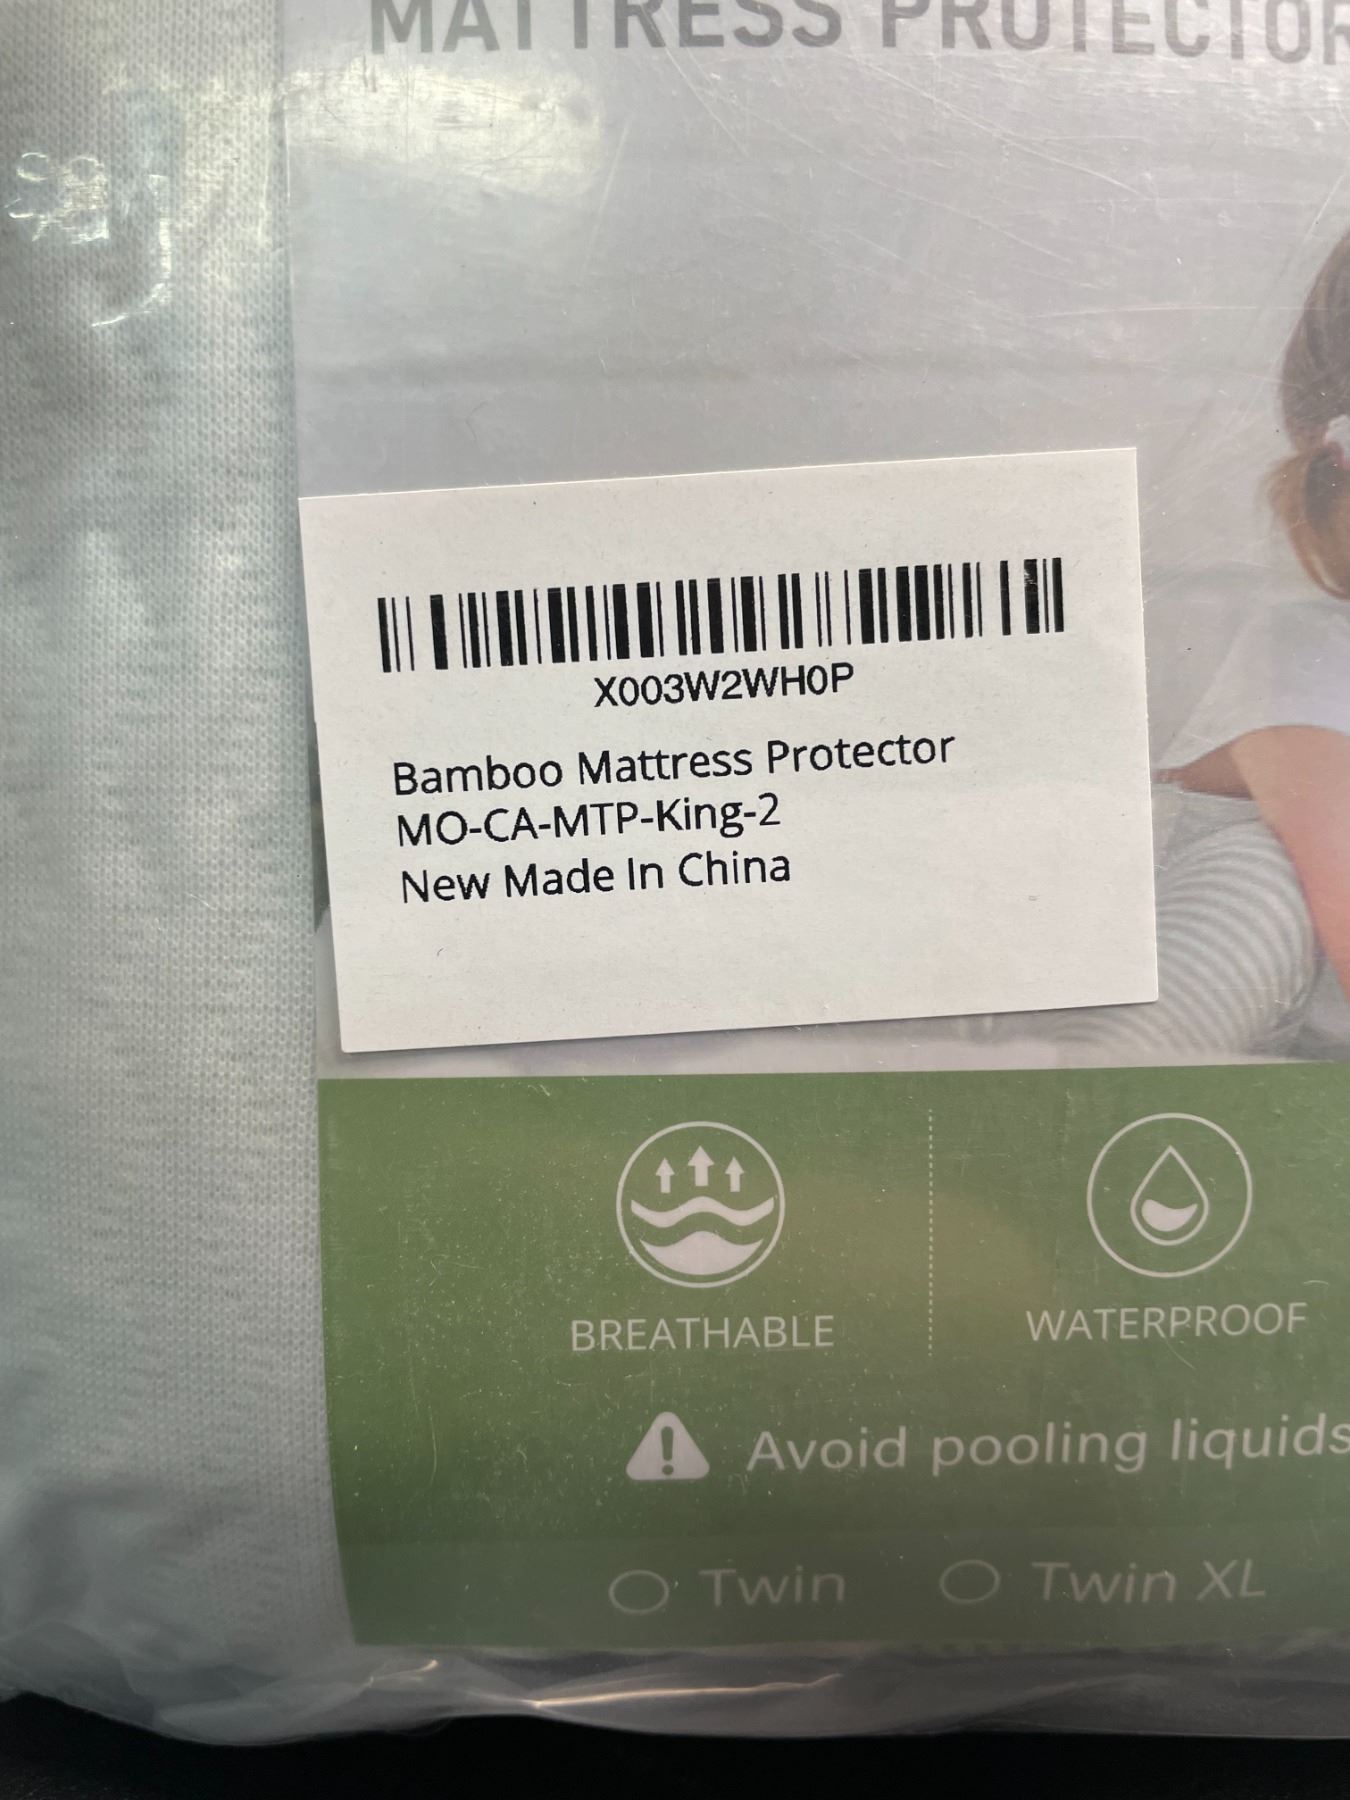 MATTRESS PROTECTOR
X003W2WH0P
Bamboo Mattress Protector
MO-CA-MTP-King-2
New Made In China
BREATHABLE
WATERPROOF
Avoid pooling liquids
Twin
Twin XL